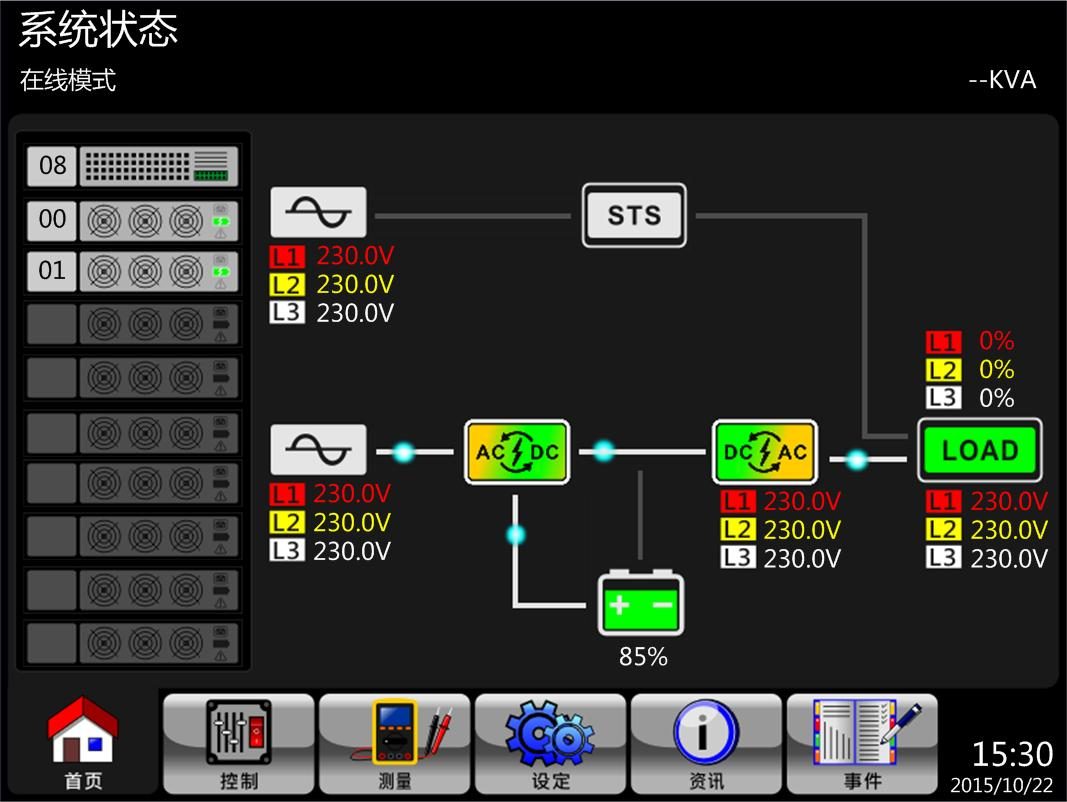 系统状态
在线模式
--KVA
08
00
01
STS
L1 230.0V
L2 230.0V
L3 230.0V
L1 0%
L2 0%
L3 0%
AC DC
DC AC
LOAD
L1 230.0V
L2 230.0V
L3 230.0V
L1 230.0V
L2 230.0V
L3 230.0V
L1 230.0V
L2 230.0V
L3 230.0V
+ −
85%
首页
控制
测量
设定
资讯
事件
15:30
2015/10/22